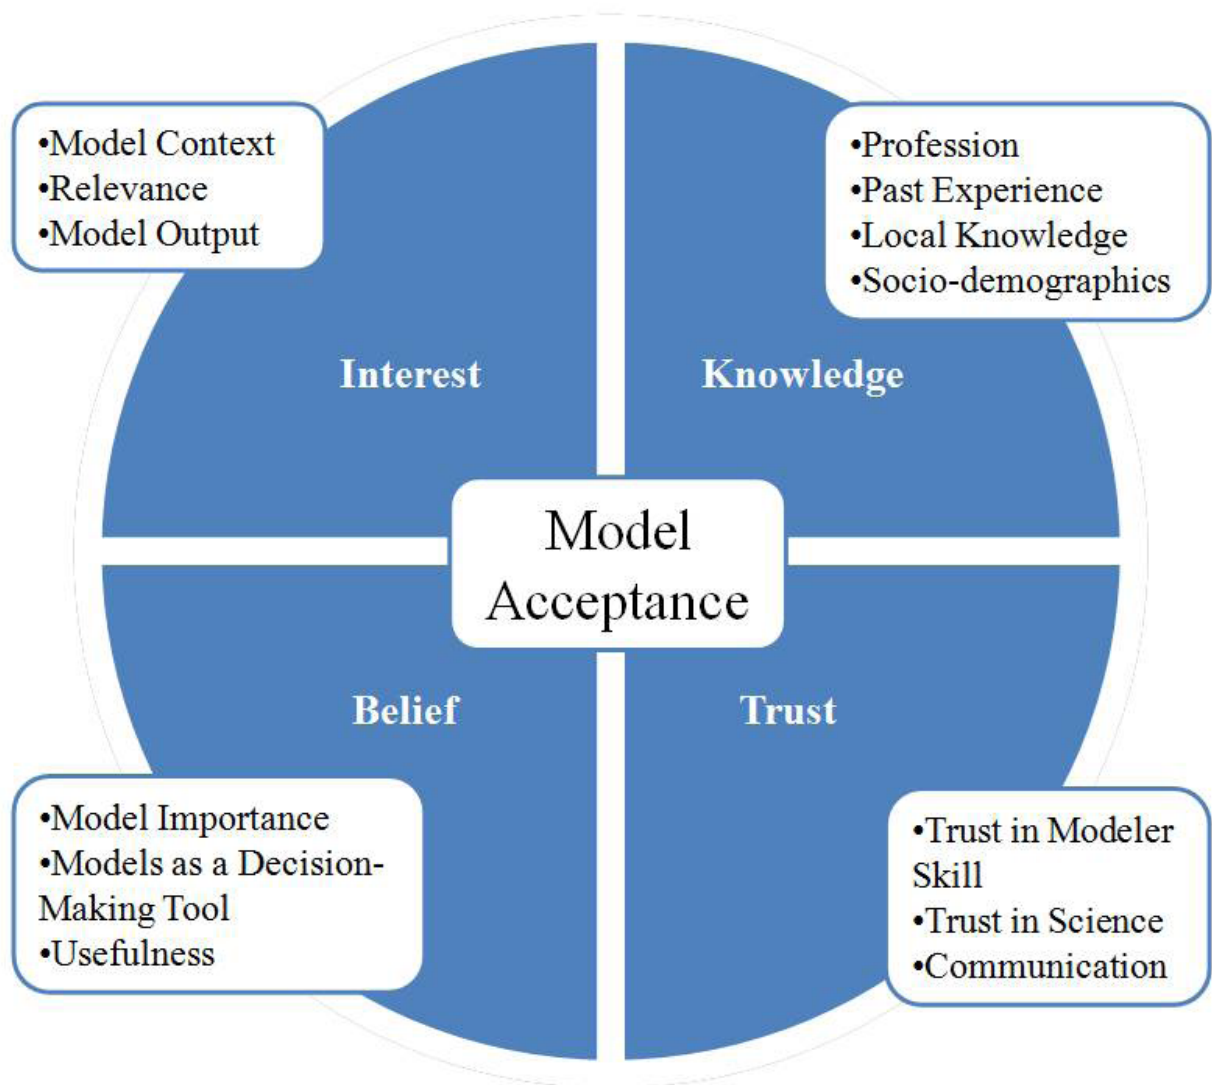 •Model Context
•Relevance
•Model Output
•Profession
•Past Experience
•Local Knowledge
•Socio-demographics
Interest
Knowledge
Model
Acceptance
Belief
Trust
•Model Importance
•Models as a Decision-
Making Tool
•Usefulness
•Trust in Modeler
Skill
•Trust in Science
•Communication